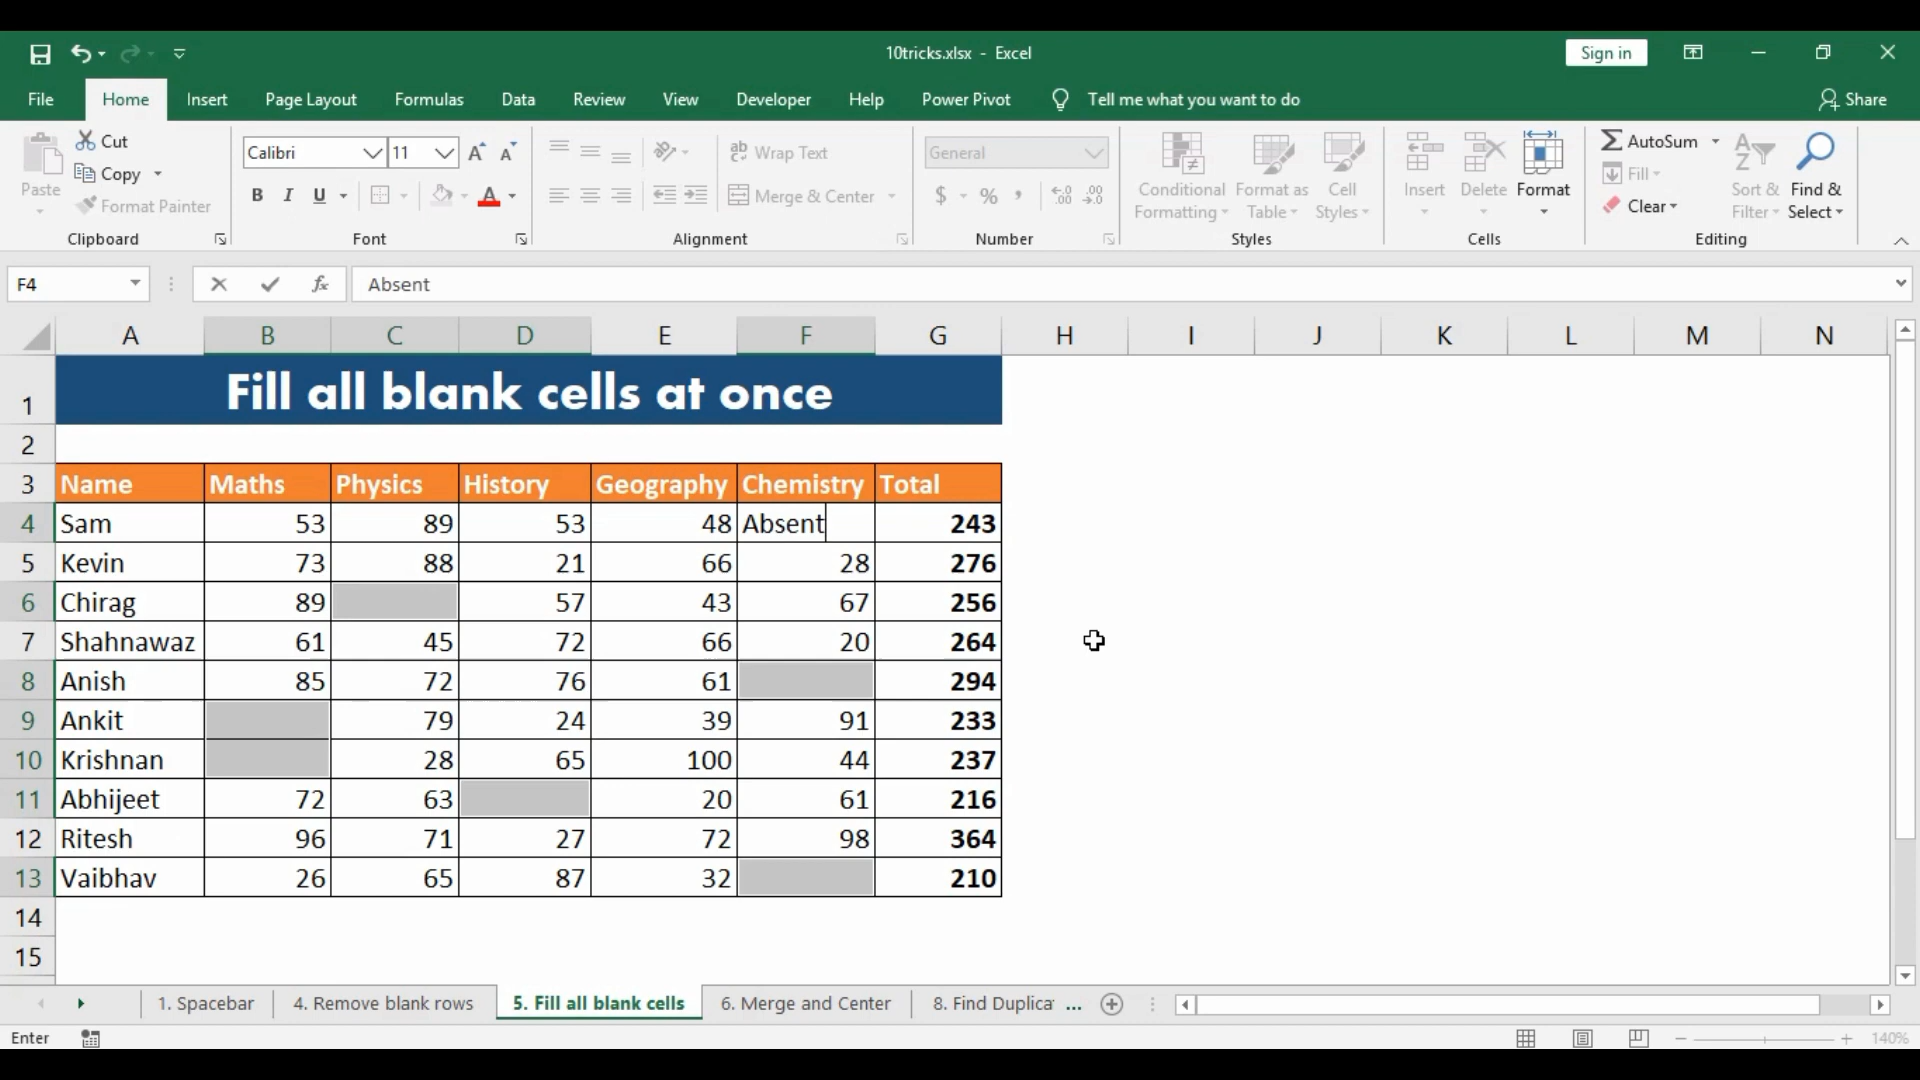 10tricks.xlsx - Excel
Sign in
File Home Insert Page Layout Formulas Data Review View Developer Help Power Pivot Tell me what you want to do Share
Paste
Cut
Copy
Format Painter
Clipboard
Calibri 11 A A
B I U A
Font
ab Wrap Text
Merge & Center
Alignment
General
$ % , .00 .00
Number
Conditional Formatting
Format as Table
Cell Styles
Styles
Insert Delete Format
Cells
AutoSum
Fill
Clear
Sort & Filter
Find & Select
Editing
F4 fx Absent
A B C D E F G H I J K L M N
1 Fill all blank cells at once
2
3 Name Maths Physics History Geography Chemistry Total
4 Sam 53 89 53 48 Absent 243
5 Kevin 73 88 21 66 28 276
6 Chirag 89 57 43 67 256
7 Shahnawaz 61 45 72 66 20 264
8 Anish 85 72 76 61 294
9 Ankit 79 24 39 91 233
10 Krishnan 28 65 100 44 237
11 Abhijeet 72 63 20 61 216
12 Ritesh 96 71 27 72 98 364
13 Vaibhav 26 65 87 32 210
14
15
1. Spacebar 4. Remove blank rows 5. Fill all blank cells 6. Merge and Center 8. Find Duplica ...
Enter 140%